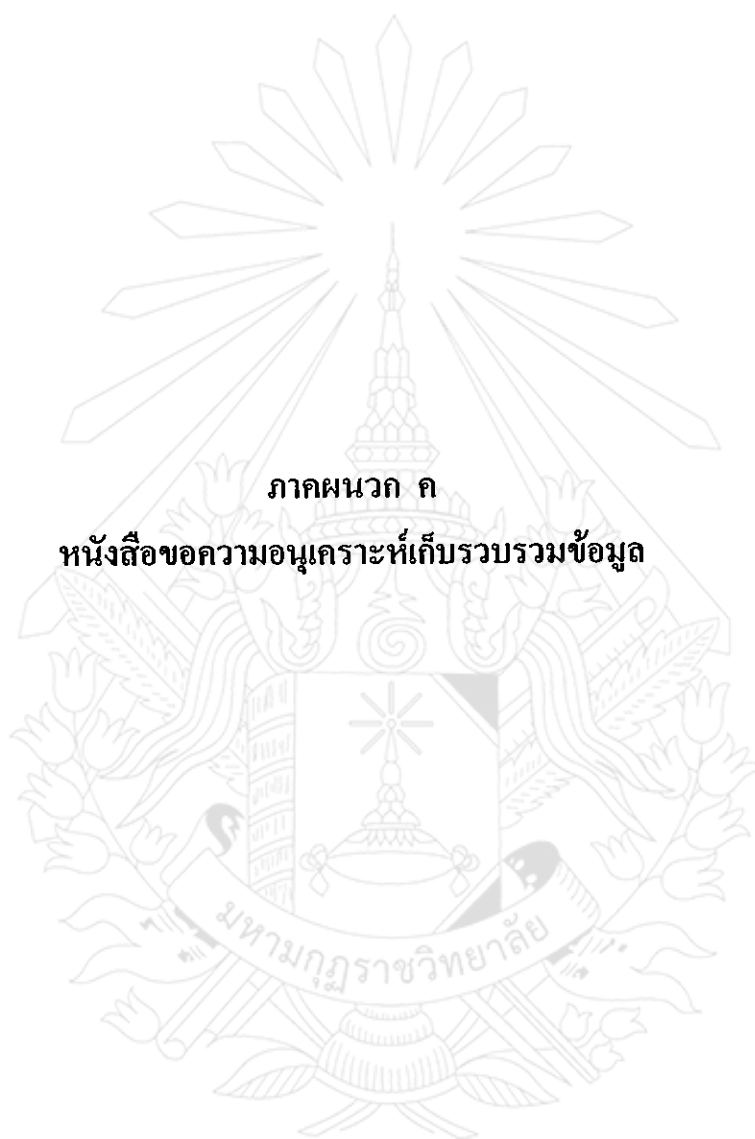 ภาคผนวก ค
หนังสือขอความอนุเคราะห์เก็บรวบรวมข้อมูล
มหามกุฏราชวิทยาลัย